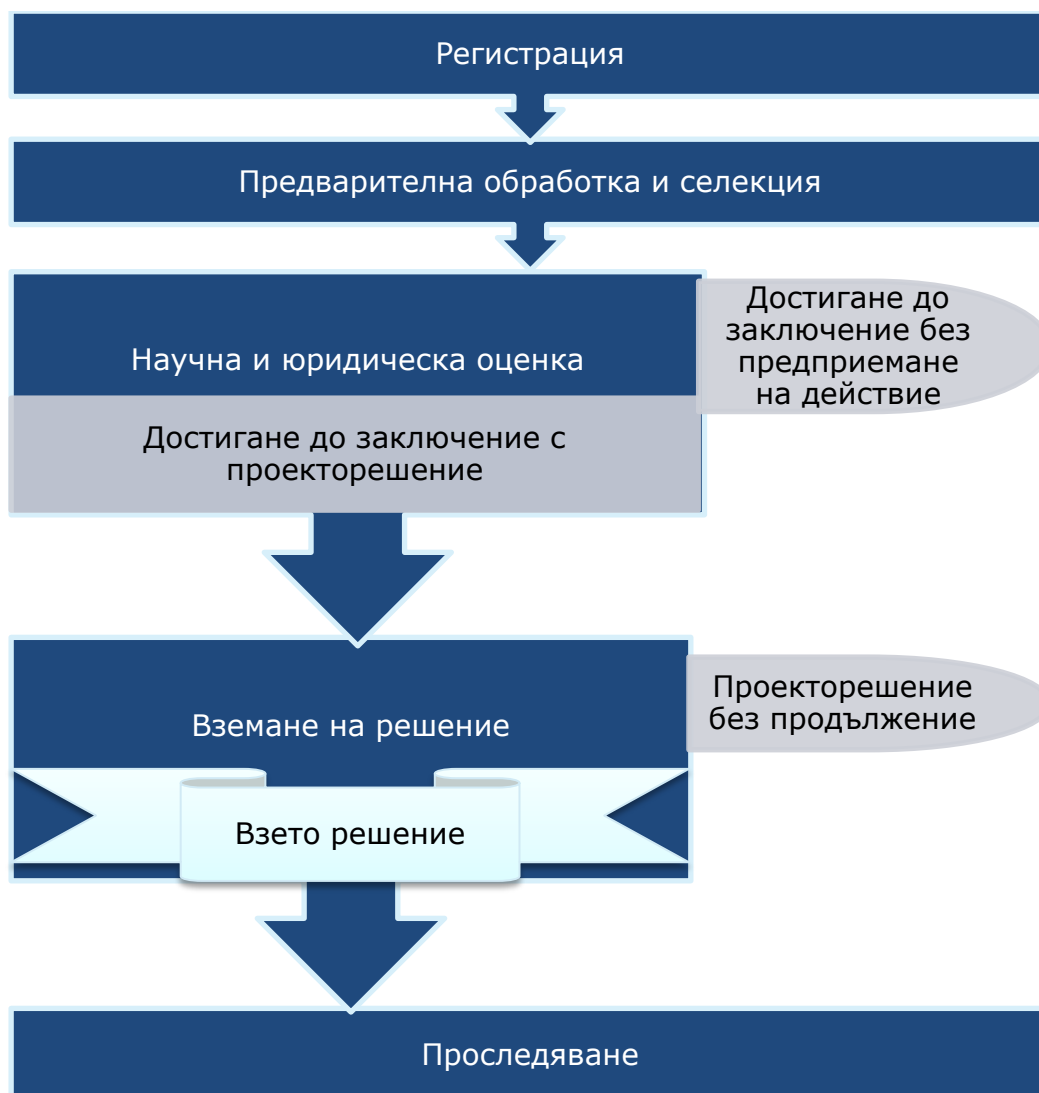 Регистрация
Предварителна обработка и селекция
Научна и юридическа оценка
Достигане до
заключение без
предприемане
на действие
Достигане до заключение с
проекторешение
Вземане на решение
Проекторешение
без продължение
Взето решение
Проследяване